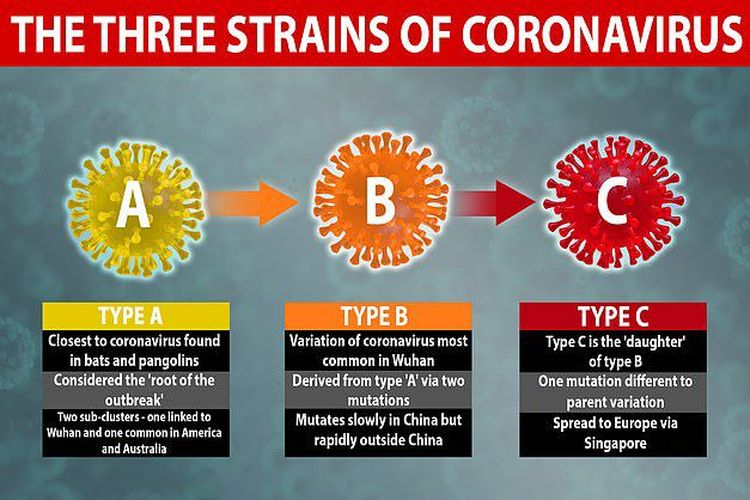 THE THREE STRAINS OF CORONAVIRUS
A
B
C
TYPE A
Closest to coronavirus found
in bats and pangolins
Considered the 'root of the
outbreak'
Two sub-clusters - one linked to
Wuhan and one common in America
and Australia
TYPE B
Variation of coronavirus most
common in Wuhan
Derived from type 'A' via two
mutations
Mutates slowly in China but
rapidly outside China
TYPE C
Type C is the 'daughter'
of type B
One mutation different to
parent variation
Spread to Europe via
Singapore